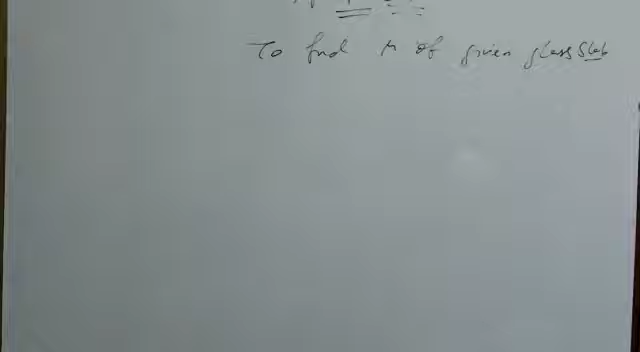 To find μ of given glass slab